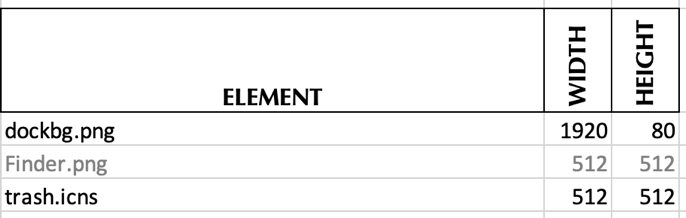 ELEMENT WIDTH HEIGHT
dockbg.png 1920 80
Finder.png 512 512
trash.icns 512 512